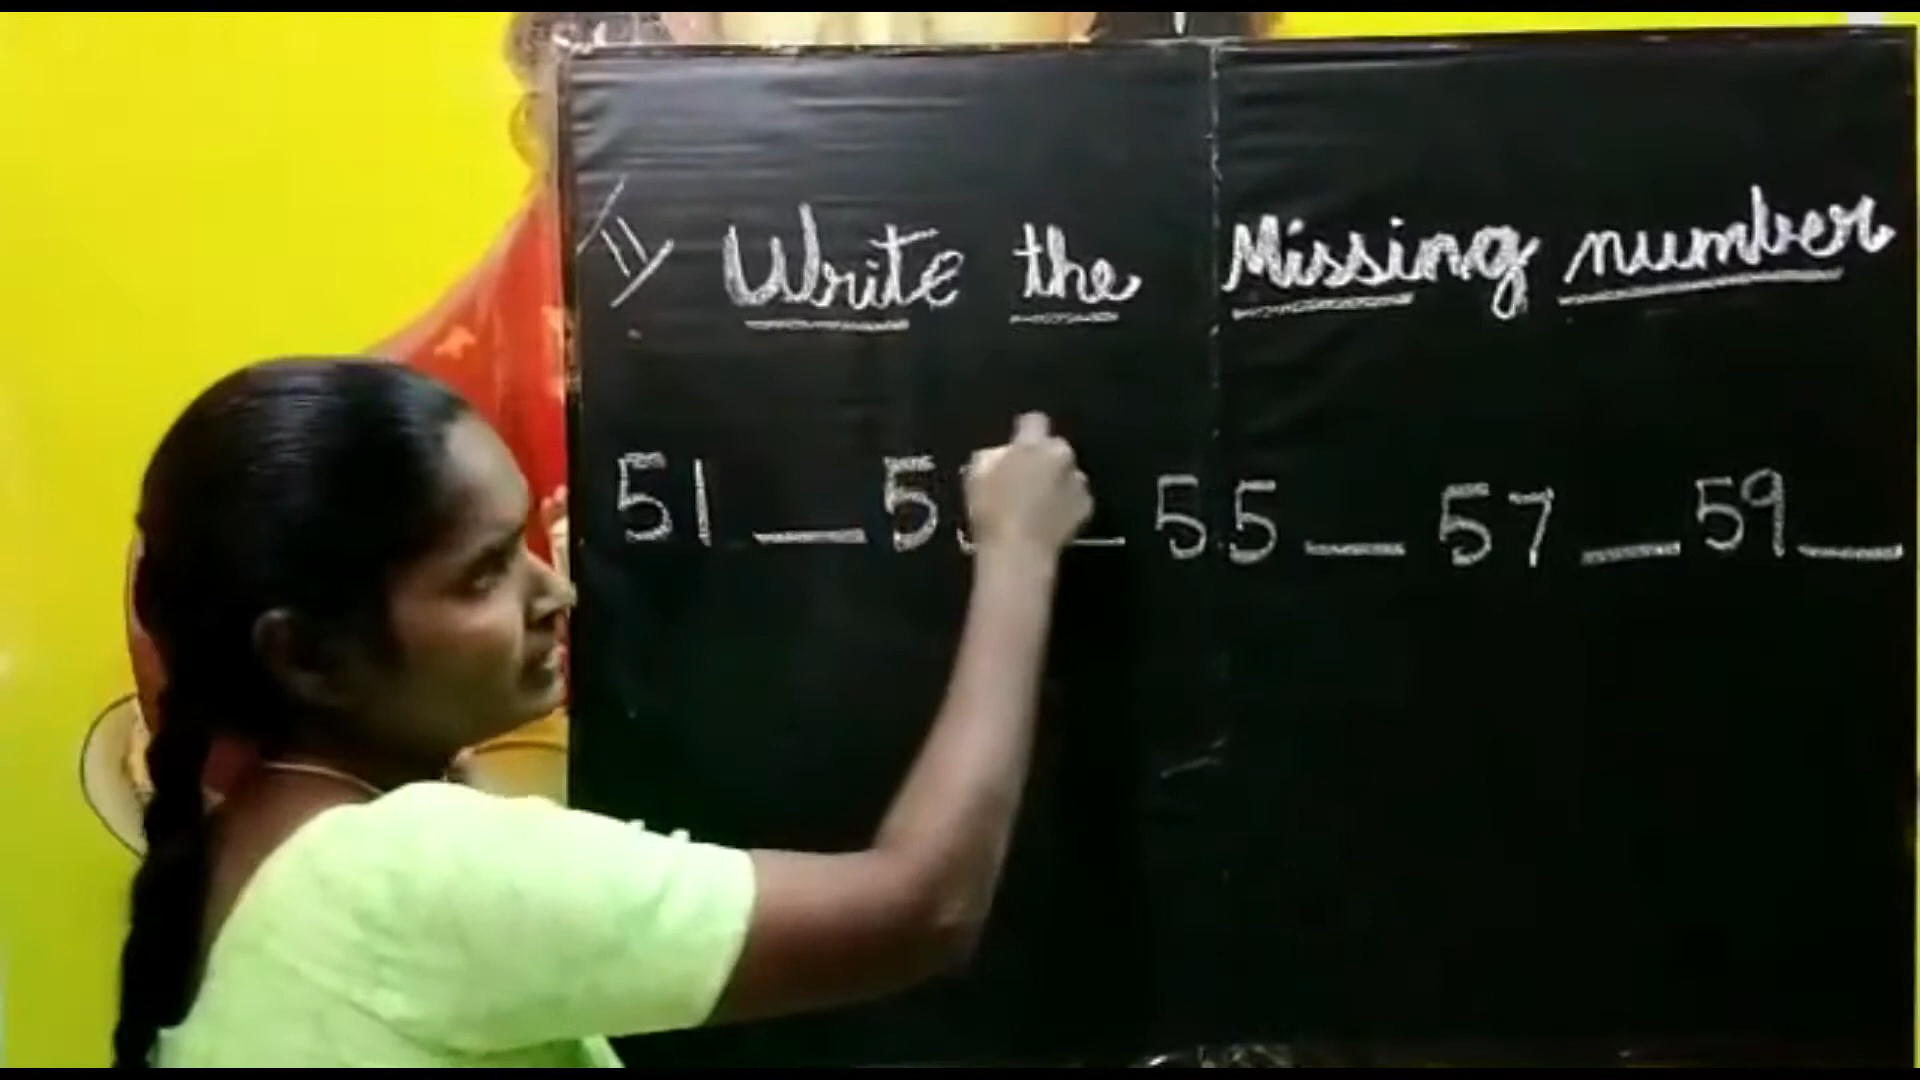 II) Write the Missing number
51 __ 5 __ 55 __ 57 __ 59 __